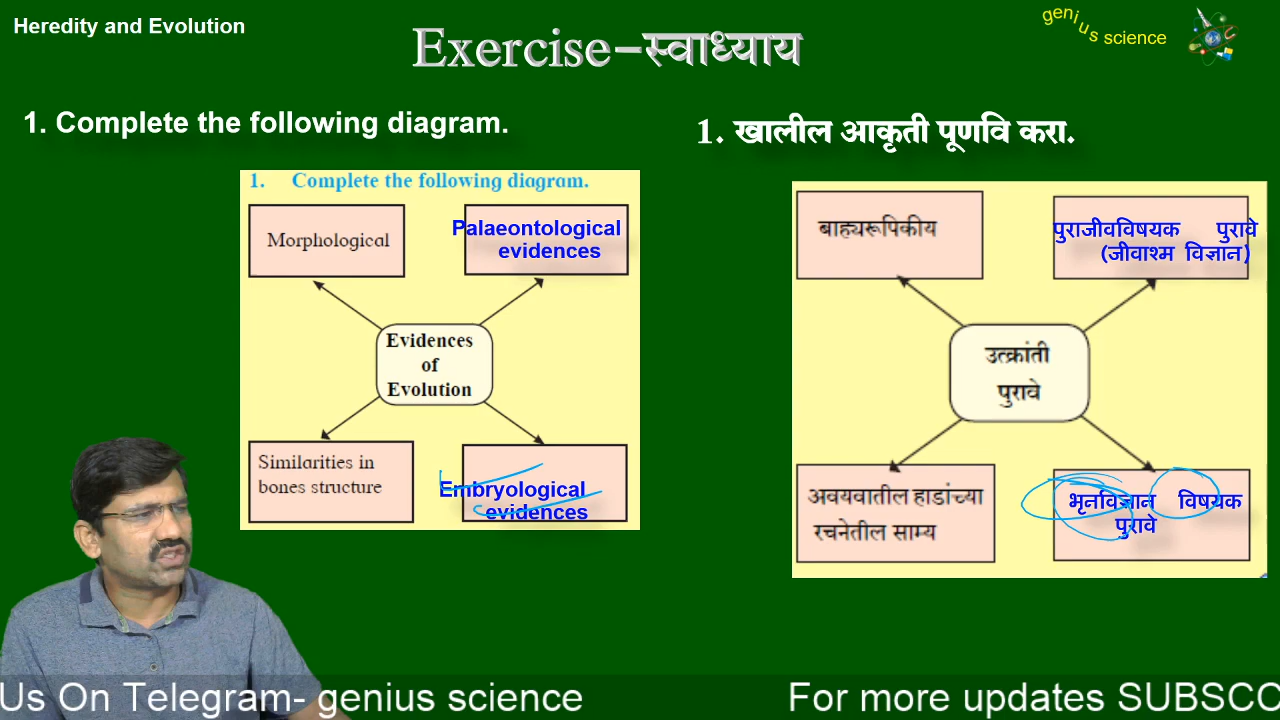 Heredity and Evolution
Exercise-स्वाध्याय
genius science
1. Complete the following diagram.
1. खालील आकृती पूर्णव करा.
1. Complete the following diagram.
Morphological
Palaeontological
evidences
Evidences
of
Evolution
Similarities in
bones structure
Embryological
evidences
बाह्यरूपिकीय
पुराजीवविषयक पुरावे
(जीवाश्म विज्ञान)
उत्क्रांती
पुरावे
अवयवातील हाडांच्या
रचनेतील साम्य
भृनविज्ञान विषयक
पुरावे
Us On Telegram- genius science
For more updates SUBSCC